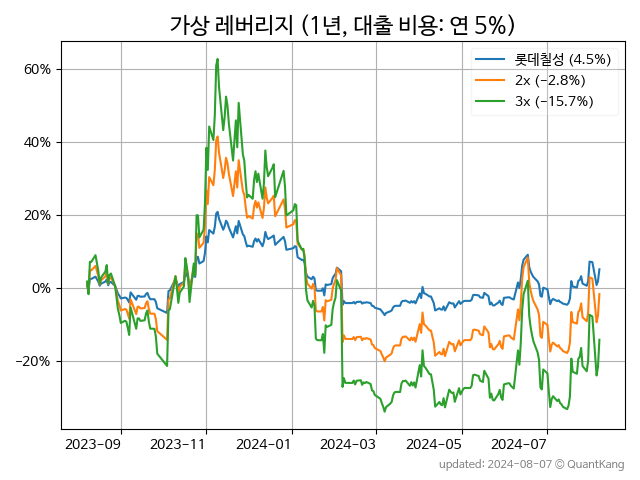 가상 레버리지 (1년, 대출 비용: 연 5%)
롯데칠성 (4.5%)
2x (−2.8%)
3x (−15.7%)
60%
40%
20%
0%
−20%
2023-09 2023-11 2024-01 2024-03 2024-05 2024-07
updated: 2024-08-07 © QuantKang